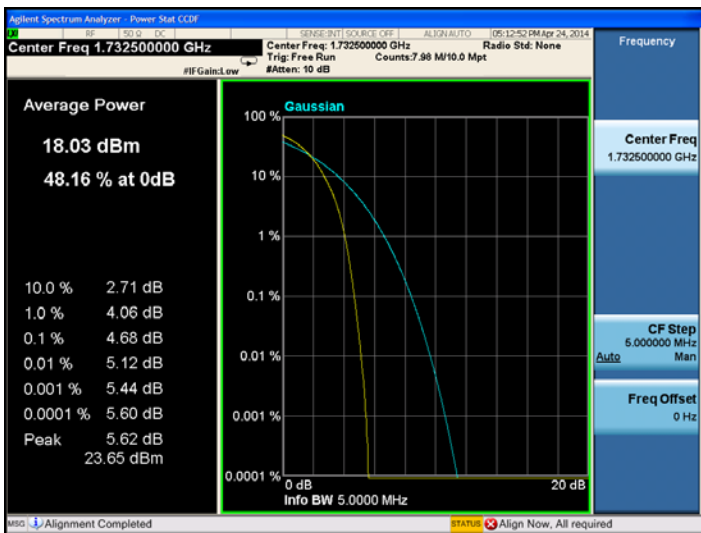 Agilent Spectrum Analyzer - Power Stat CCDF
LXI RF 50 Ω DC SENSE:INT SOURCE OFF ALIGN AUTO 05:12:52 PM Apr 24, 2014
Center Freq 1.732500000 GHz
Center Freq: 1.732500000 GHz Radio Std: None
Trig: Free Run Counts:7.98 M/10.0 Mpt
#IFGain:Low #Atten: 10 dB
Frequency
Average Power
18.03 dBm
48.16 % at 0dB
10.0 % 2.71 dB
1.0 % 4.06 dB
0.1 % 4.68 dB
0.01 % 5.12 dB
0.001 % 5.44 dB
0.0001 % 5.60 dB
Peak 5.62 dB
23.65 dBm
Gaussian
100 %
10 %
1 %
0.1 %
0.01 %
0.001 %
0.0001 %
0 dB 20 dB
Info BW 5.0000 MHz
Center Freq
1.732500000 GHz
CF Step
5.000000 MHz
Auto Man
Freq Offset
0 Hz
MSG Alignment Completed
STATUS Align Now, All required